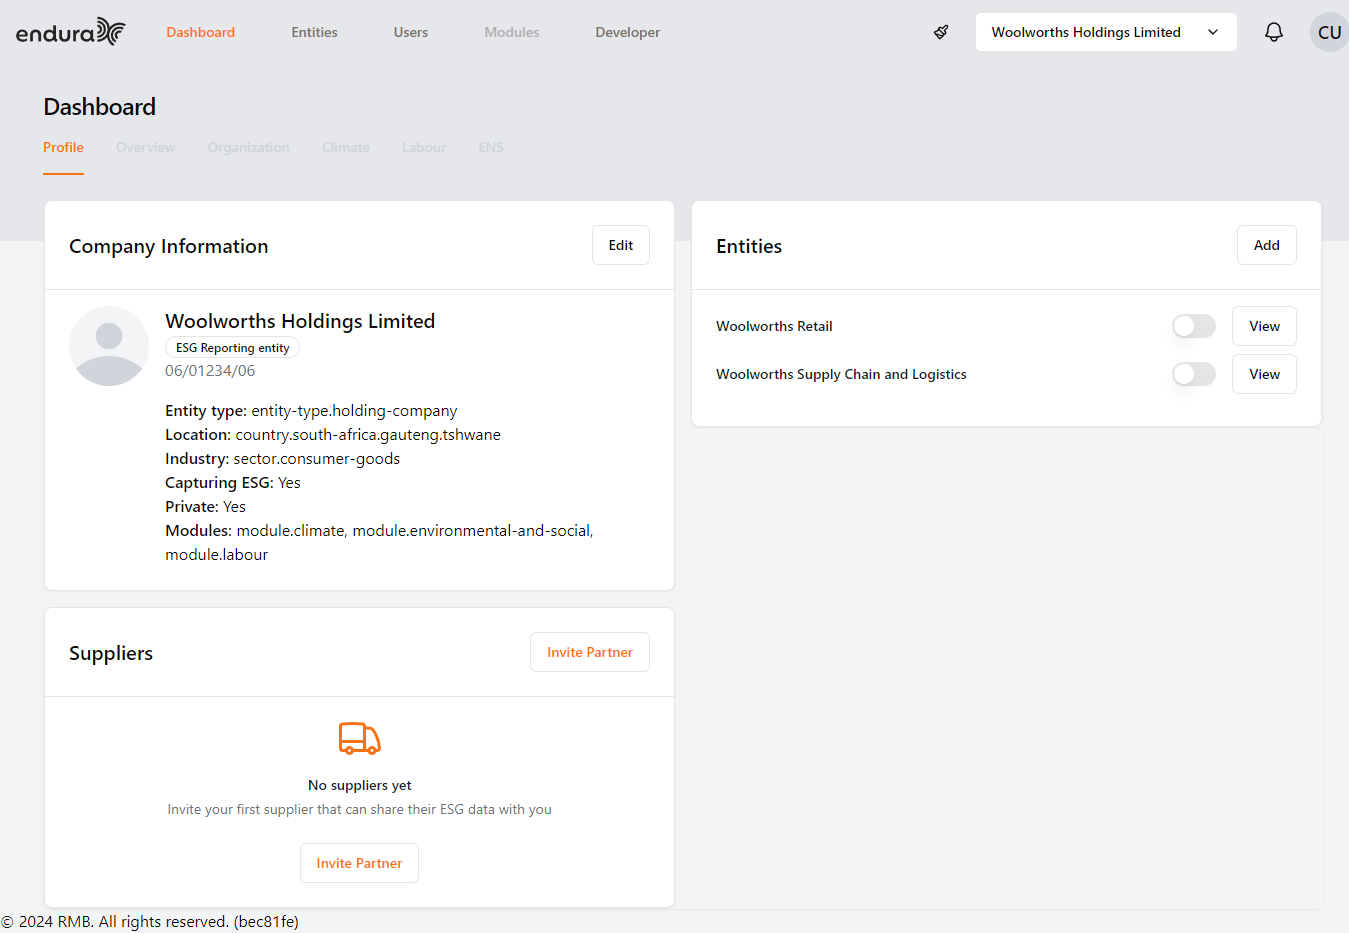 endura
Dashboard
Entities
Users
Modules
Developer
Woolworths Holdings Limited
CU
Dashboard
Profile
Overview
Organization
Climate
Labour
ENS
Company Information
Edit
Woolworths Holdings Limited
ESG Reporting entity
06/01234/06
Entity type: entity-type.holding-company
Location: country.south-africa.gauteng.tshwane
Industry: sector.consumer-goods
Capturing ESG: Yes
Private: Yes
Modules: module.climate, module.environmental-and-social,
module.labour
Entities
Add
Woolworths Retail
View
Woolworths Supply Chain and Logistics
View
Suppliers
Invite Partner
No suppliers yet
Invite your first supplier that can share their ESG data with you
Invite Partner
© 2024 RMB. All rights reserved. (bec81fe)